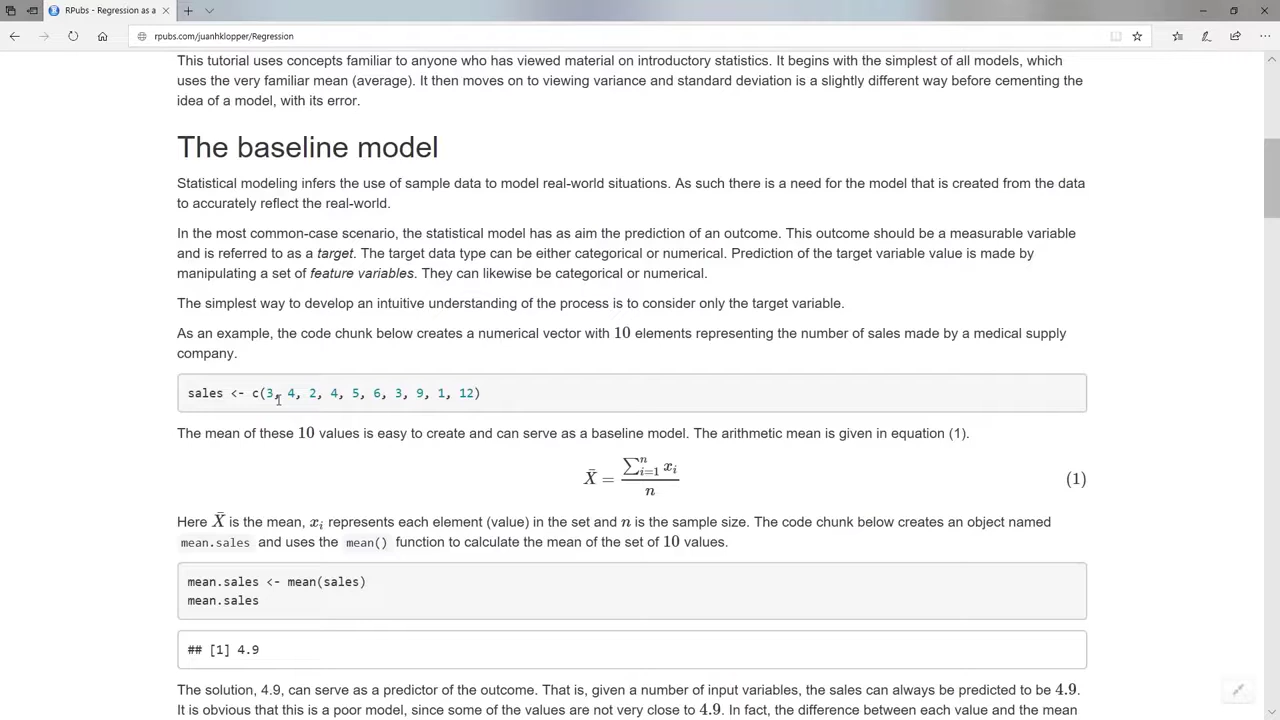 RPubs - Regression as a
rpubs.com/juanhklopper/Regression
This tutorial uses concepts familiar to anyone who has viewed material on introductory statistics. It begins with the simplest of all models, which
uses the very familiar mean (average). It then moves on to viewing variance and standard deviation is a slightly different way before cementing the
idea of a model, with its error.
The baseline model
Statistical modeling infers the use of sample data to model real-world situations. As such there is a need for the model that is created from the data
to accurately reflect the real-world.
In the most common-case scenario, the statistical model has as aim the prediction of an outcome. This outcome should be a measurable variable
and is referred to as a target. The target data type can be either categorical or numerical. Prediction of the target variable value is made by
manipulating a set of feature variables. They can likewise be categorical or numerical.
The simplest way to develop an intuitive understanding of the process is to consider only the target variable.
As an example, the code chunk below creates a numerical vector with 10 elements representing the number of sales made by a medical supply
company.
sales <- c(3, 4, 2, 4, 5, 6, 3, 9, 1, 12)
The mean of these 10 values is easy to create and can serve as a baseline model. The arithmetic mean is given in equation (1).
X̄ = ∑ⁿᵢ₌₁ xᵢ / n (1)
Here X̄ is the mean, xᵢ represents each element (value) in the set and n is the sample size. The code chunk below creates an object named
mean.sales and uses the mean() function to calculate the mean of the set of 10 values.
mean.sales <- mean(sales)
mean.sales
## [1] 4.9
The solution, 4.9, can serve as a predictor of the outcome. That is, given a number of input variables, the sales can always be predicted to be 4.9.
It is obvious that this is a poor model, since some of the values are not very close to 4.9. In fact, the difference between each value and the mean